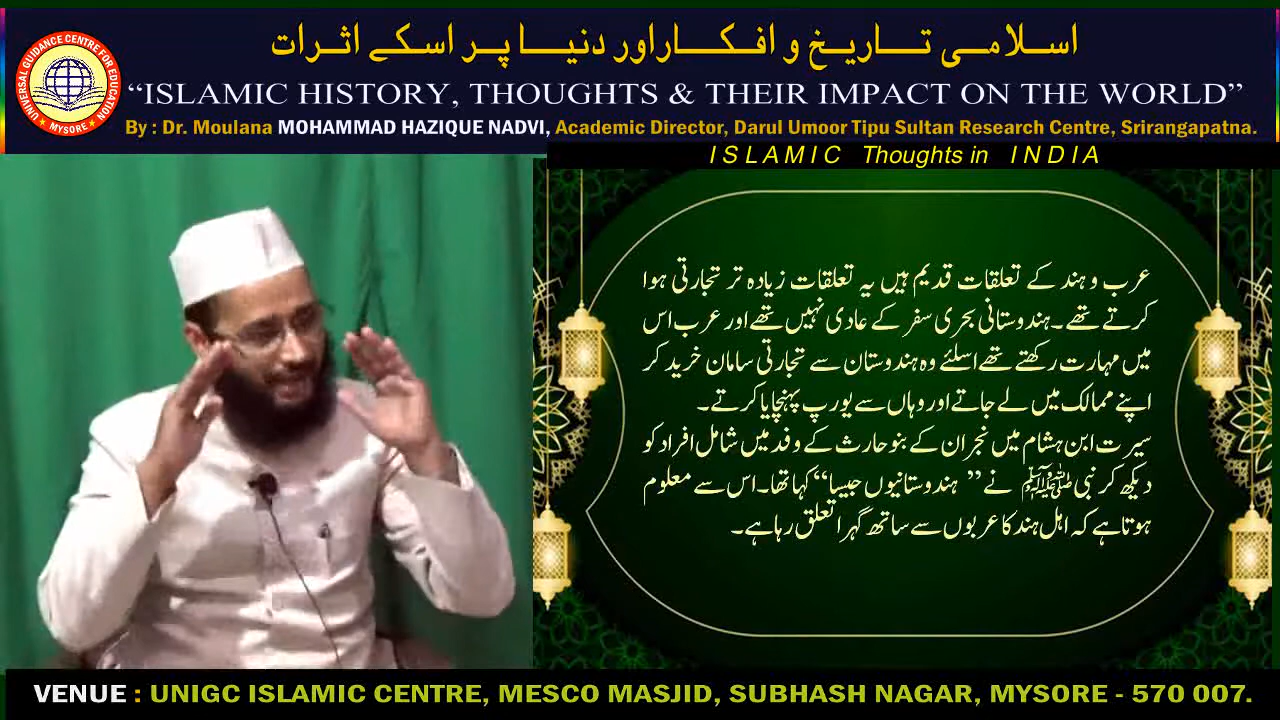 اسلامی تاریخ و افکار اور دنیا پر اسکے اثرات
“ISLAMIC HISTORY, THOUGHTS & THEIR IMPACT ON THE WORLD”
By : Dr. Moulana MOHAMMAD HAZIQUE NADVI, Academic Director, Darul Umoor Tipu Sultan Research Centre, Srirangapatna.
UNIVERSAL GUIDANCE CENTRE FOR EDUCATION
★ MYSORE ★
ISLAMIC Thoughts in INDIA
عرب و ہند کے تعلقات قدیم ہیں یہ تعلقات زیادہ تر تجارتی ہوا
کرتے تھے۔ہندوستانی بحری سفر کے عادی نہیں تھے اور عرب اس
میں مہارت رکھتے تھے اسلئے وہ ہندوستان سے تجارتی سامان خرید کر
اپنے ممالک میں لے جاتے اور وہاں سے یورپ پہنچایا کرتے۔
سیرت ابن ہشام میں نجران کے بنو حارث کے وفد میں شامل افراد کو
دیکھ کر نبی ﷺ نے ” ہندوستانیوں جیسا“ کہا تھا۔اس سے معلوم
ہوتا ہے کہ اہل ہند کا عربوں سے ساتھ گہرا تعلق رہا ہے۔
VENUE : UNIGC ISLAMIC CENTRE, MESCO MASJID, SUBHASH NAGAR, MYSORE - 570 007.